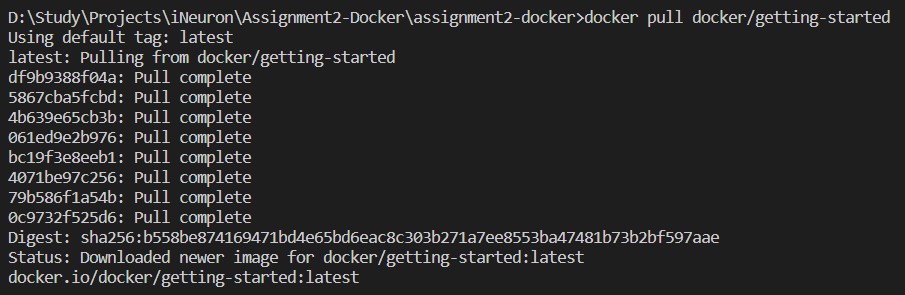 D:\Study\Projects\iNeuron\Assignment2-Docker\assignment2-docker>docker pull docker/getting-started
Using default tag: latest
latest: Pulling from docker/getting-started
df9b9388f04a: Pull complete
5867cba5fcbd: Pull complete
4b639e65cb3b: Pull complete
061ed9e2b976: Pull complete
bc19f3e8eeb1: Pull complete
4071be97c256: Pull complete
79b586f1a54b: Pull complete
0c9732f525d6: Pull complete
Digest: sha256:b558be874169471bd4e65bd6eac8c303b271a7ee8553ba47481b73b2bf597aae
Status: Downloaded newer image for docker/getting-started:latest
docker.io/docker/getting-started:latest